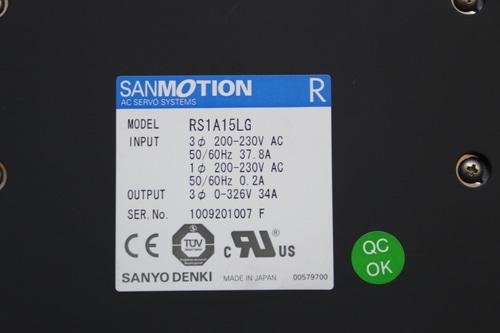 SANMOTION R
AC SERVO SYSTEMS
MODEL RS1A15LG
INPUT 3φ 200-230V AC
50/60Hz 37.8A
1φ 200-230V AC
50/60Hz 0.2A
OUTPUT 3φ 0-326V 34A
SER.No. 1009201007 F
CE TÜV c RU US
SANYO DENKI MADE IN JAPAN 00579700
QC
OK